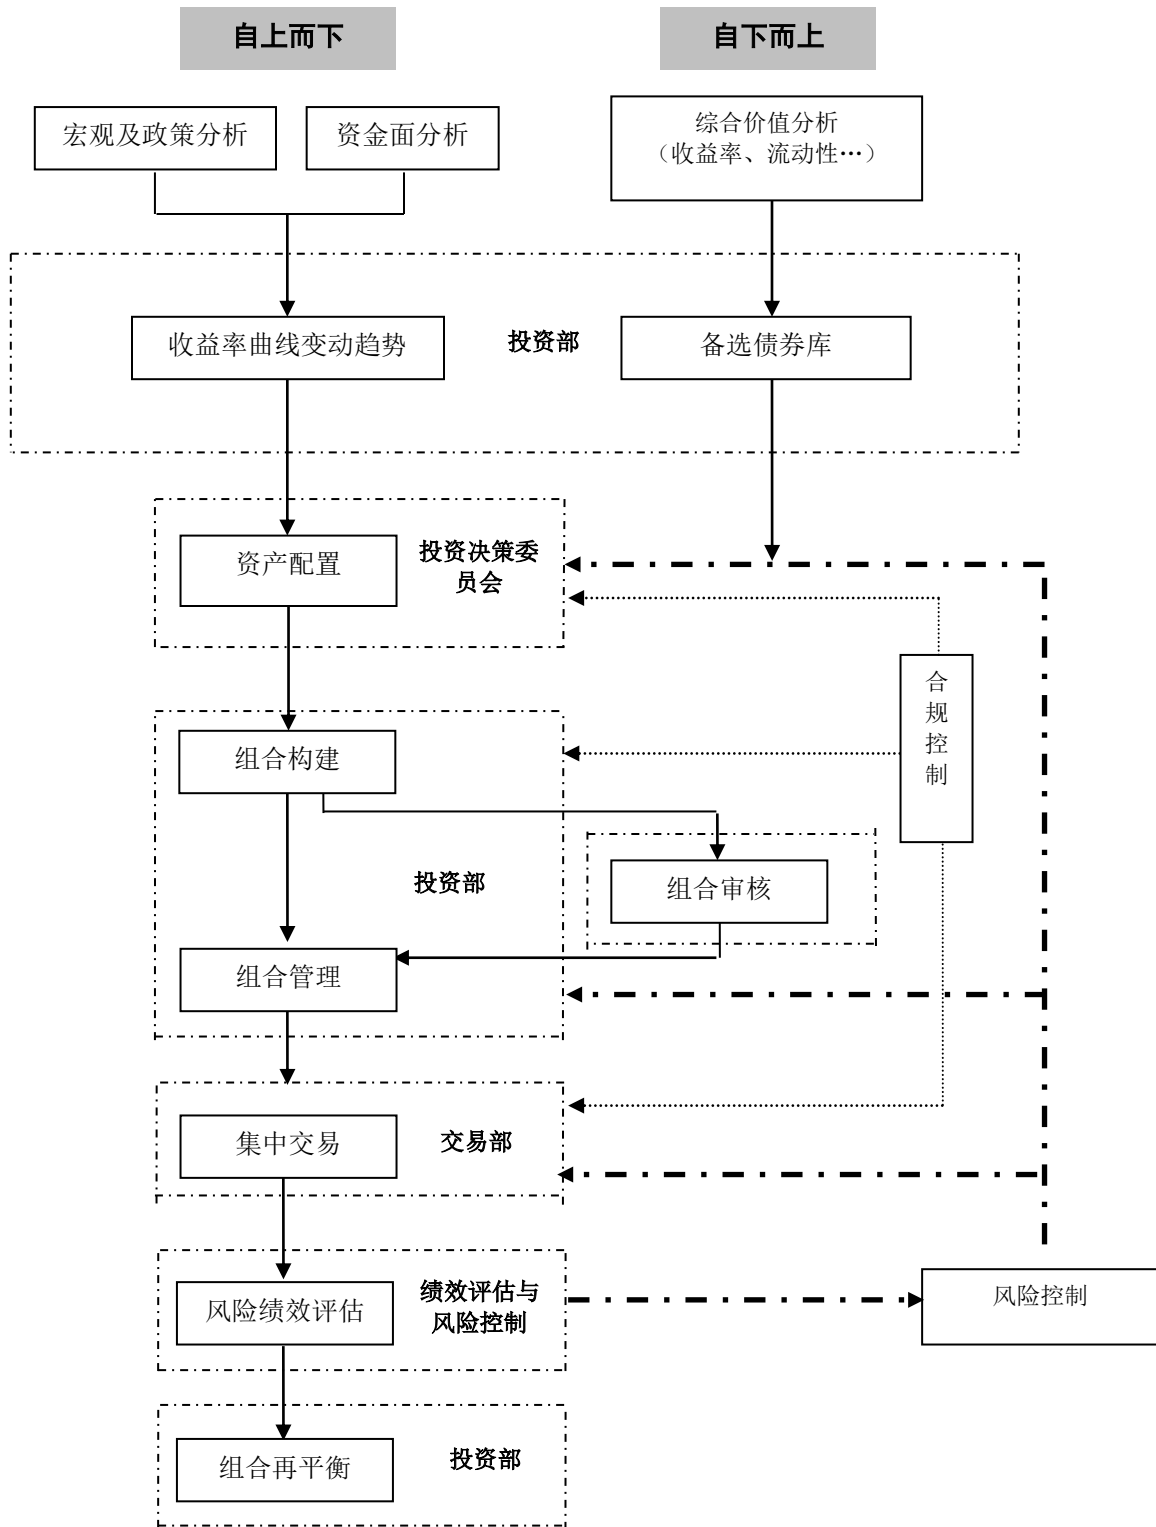 自上而下
自下而上
宏观及政策分析
资金面分析
综合价值分析
（收益率、流动性…）
收益率曲线变动趋势
投资部
备选债券库
资产配置
投资决策委
员会
合
规
控
制
组合构建
投资部
组合审核
组合管理
集中交易
交易部
风险绩效评估
绩效评估与
风险控制
风险控制
组合再平衡
投资部